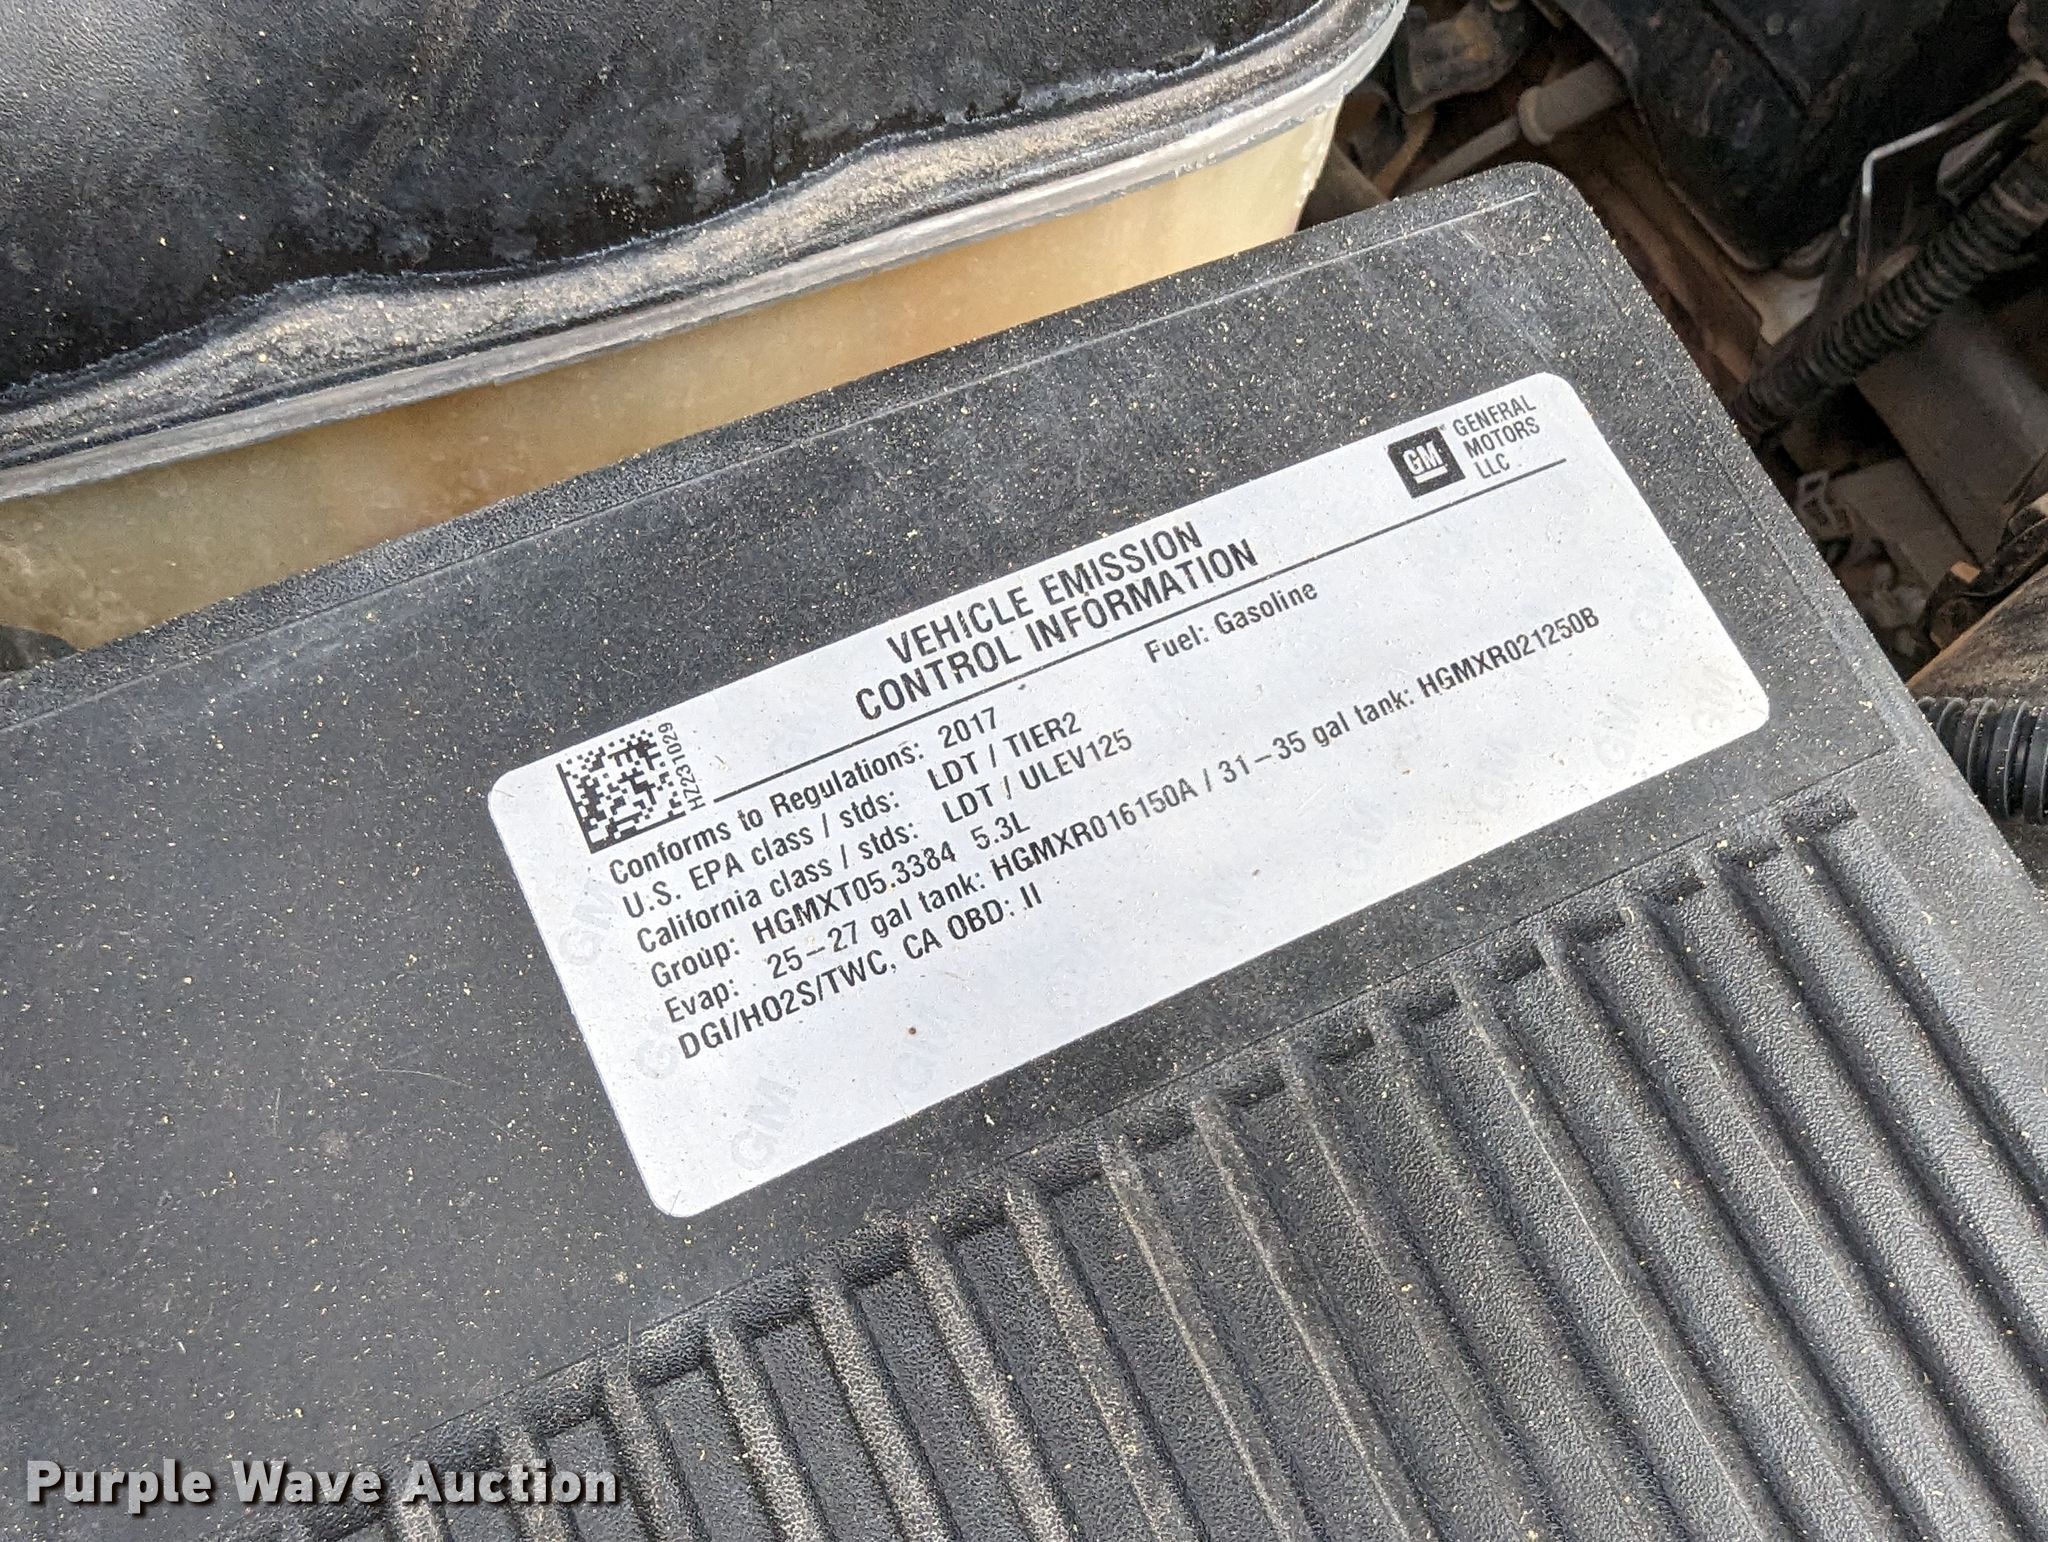 GM
GENERAL
MOTORS
LLC
VEHICLE EMISSION
CONTROL INFORMATION
HZ231029
Conforms to Regulations: 2017 Fuel: Gasoline
U.S. EPA class / stds: LDT / TIER2
California class / stds: LDT / ULEV125
Group: HGMXT05.3384 5.3L
Evap: 25–27 gal tank: HGMXR016150A / 31–35 gal tank: HGMXR021250B
DGI/HO2S/TWC, CA OBD: II
Purple Wave Auction